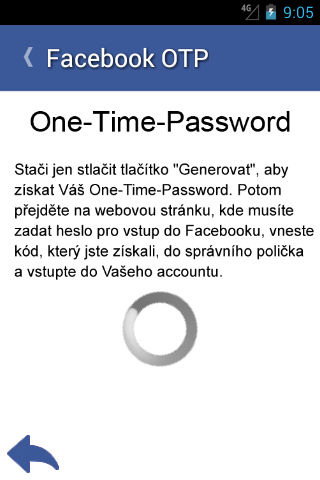 4G 9:05
Facebook OTP
One-Time-Password
Stači jen stlačit tlačítko "Generovat", aby
získat Váš One-Time-Password. Potom
přejděte na webovou stránku, kde musíte
zadat heslo pro vstup do Facebooku, vneste
kód, který jste získali, do správního polička
a vstupte do Vašeho accountu.